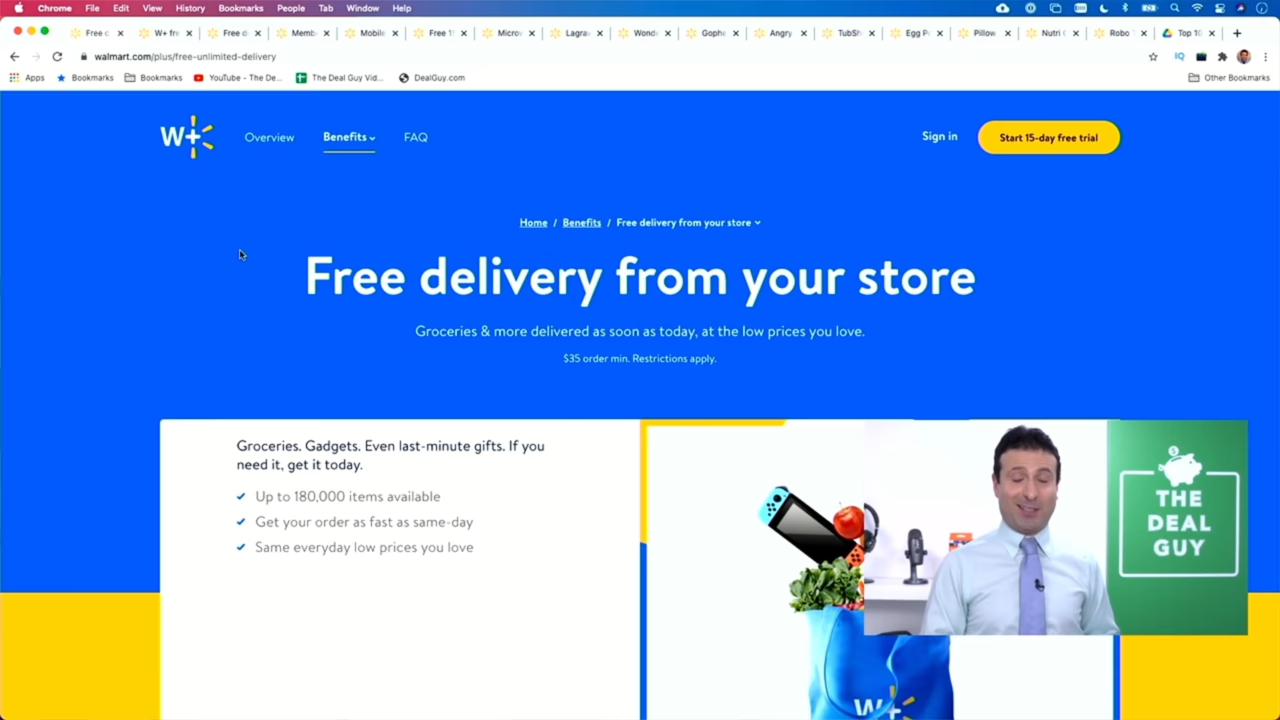 Chrome File Edit View History Bookmarks People Tab Window Help
Free c W+ fre Free d Memb Mobile Free 1 Microw Lagra Wond Gophe Angry TubSh Egg P Pillow Nutri Robo Top 10
walmart.com/plus/free-unlimited-delivery
Apps Bookmarks Bookmarks YouTube - The De... The Deal Guy Vid... DealGuy.com Other Bookmarks
W+ Overview Benefits FAQ Sign in Start 15-day free trial
Home / Benefits / Free delivery from your store
Free delivery from your store
Groceries & more delivered as soon as today, at the low prices you love.
$35 order min. Restrictions apply.
Groceries. Gadgets. Even last-minute gifts. If you
need it, get it today.
Up to 180,000 items available
Get your order as fast as same-day
Same everyday low prices you love
THE
DEAL
GUY
W+